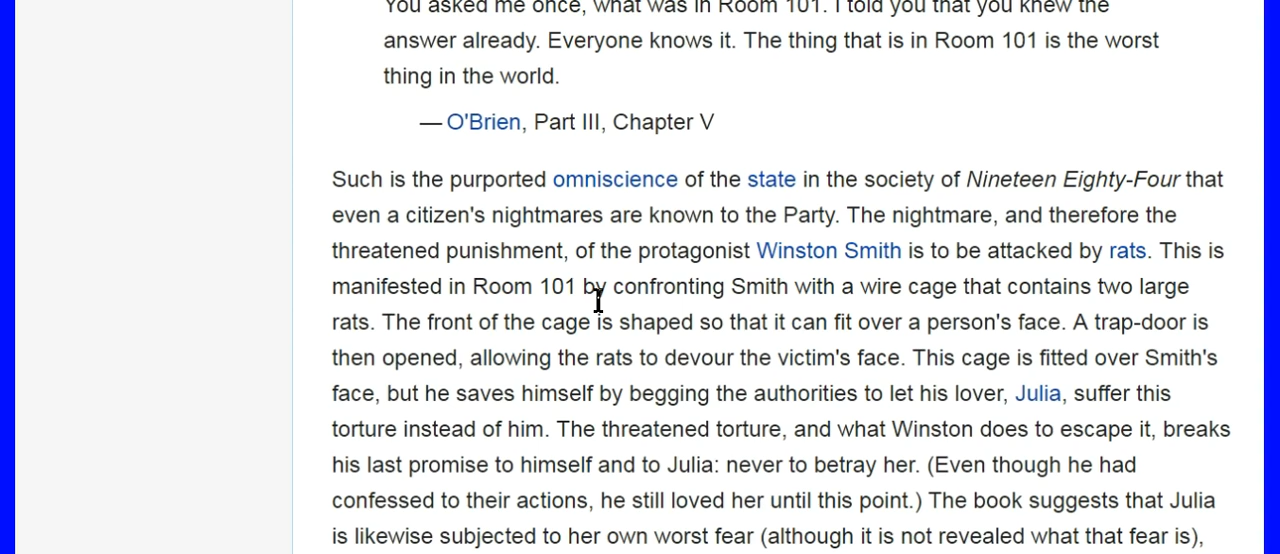 You asked me once, what was in Room 101. I told you that you knew the
answer already. Everyone knows it. The thing that is in Room 101 is the worst
thing in the world.
— O'Brien, Part III, Chapter V
Such is the purported omniscience of the state in the society of Nineteen Eighty-Four that
even a citizen's nightmares are known to the Party. The nightmare, and therefore the
threatened punishment, of the protagonist Winston Smith is to be attacked by rats. This is
manifested in Room 101 by confronting Smith with a wire cage that contains two large
rats. The front of the cage is shaped so that it can fit over a person's face. A trap-door is
then opened, allowing the rats to devour the victim's face. This cage is fitted over Smith's
face, but he saves himself by begging the authorities to let his lover, Julia, suffer this
torture instead of him. The threatened torture, and what Winston does to escape it, breaks
his last promise to himself and to Julia: never to betray her. (Even though he had
confessed to their actions, he still loved her until this point.) The book suggests that Julia
is likewise subjected to her own worst fear (although it is not revealed what that fear is),